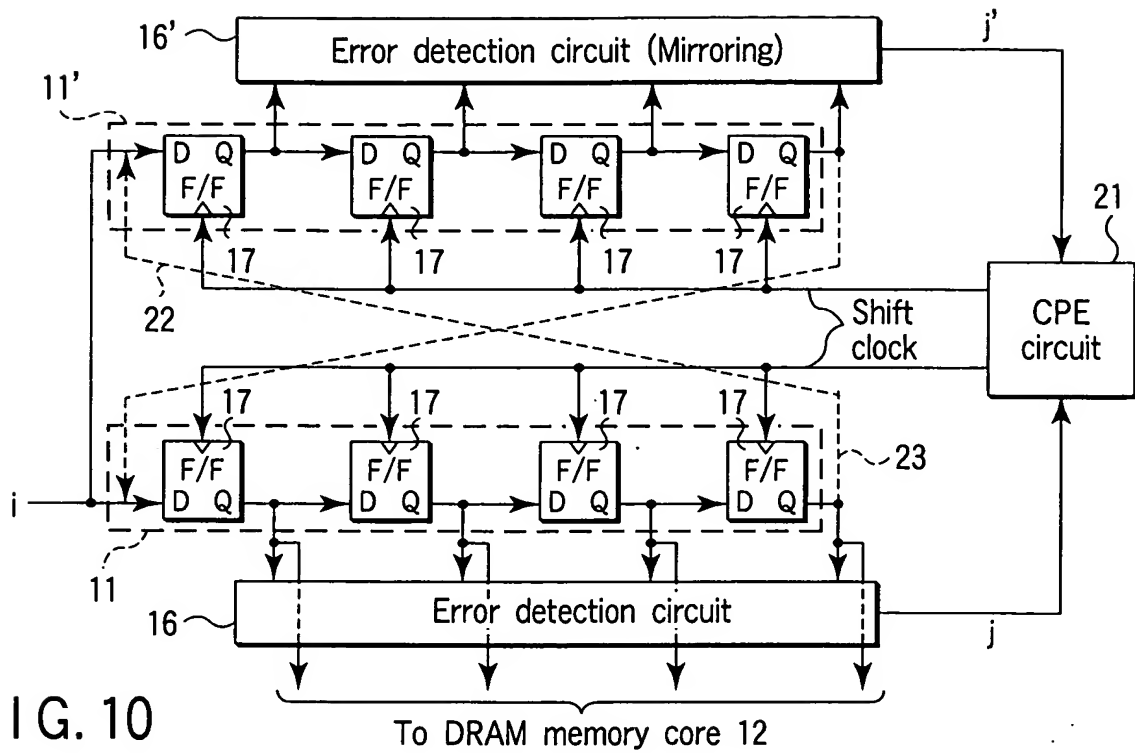 16'
Error detection circuit (Mirroring)
j'
11'
D Q
F/F
D Q
F/F
D Q
F/F
D Q
F/F
17
17
17
17
21
22
Shift
clock
CPE
circuit
17
17
17
17
F/F
D Q
F/F
D Q
F/F
D Q
F/F
D Q
23
i
11
16
Error detection circuit
j
I G. 10
To DRAM memory core 12